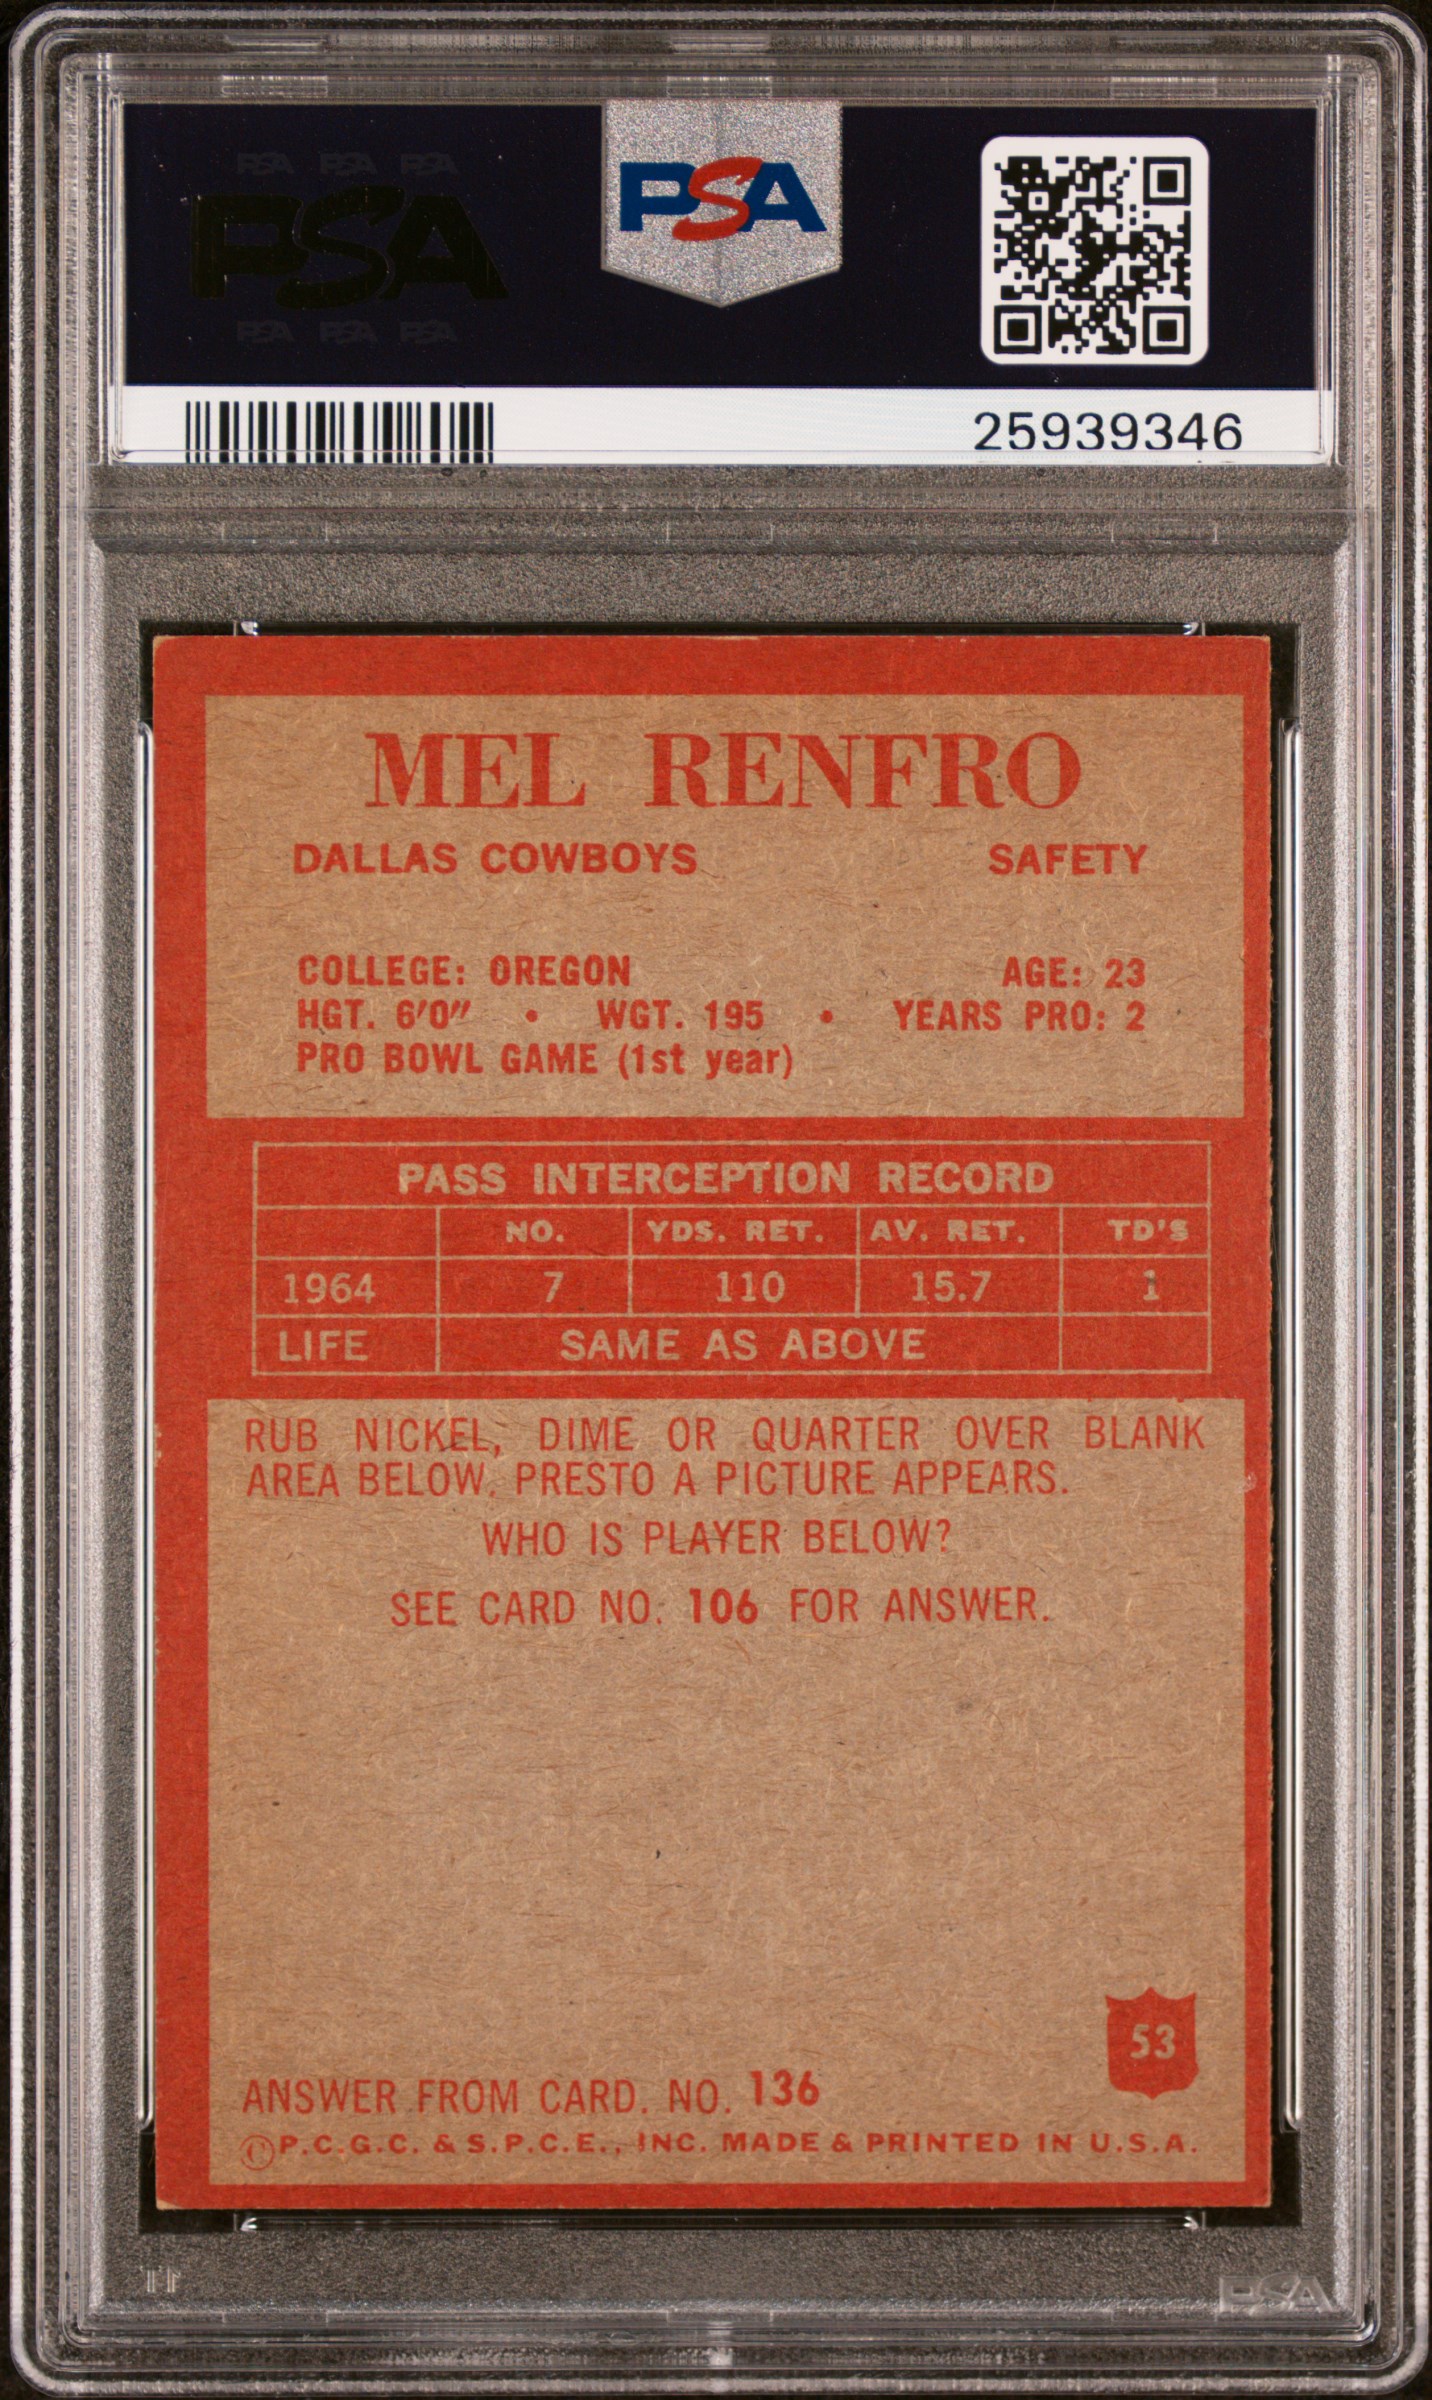 PSA PSA PSA
PSA
PSA PSA PSA
PSA
25939346
MEL RENFRO
DALLAS COWBOYS SAFETY
COLLEGE: OREGON AGE: 23
HGT. 6'0" • WGT. 195 • YEARS PRO: 2
PRO BOWL GAME (1st year)
PASS INTERCEPTION RECORD
NO. YDS. RET. AV. RET. TD'S
1964 7 110 15.7 1
LIFE SAME AS ABOVE
RUB NICKEL, DIME OR QUARTER OVER BLANK
AREA BELOW, PRESTO A PICTURE APPEARS.
WHO IS PLAYER BELOW?
SEE CARD NO. 106 FOR ANSWER.
53
ANSWER FROM CARD. NO. 136
©P.C.G.C. & S.P.C.E., INC. MADE & PRINTED IN U.S.A.
PSA